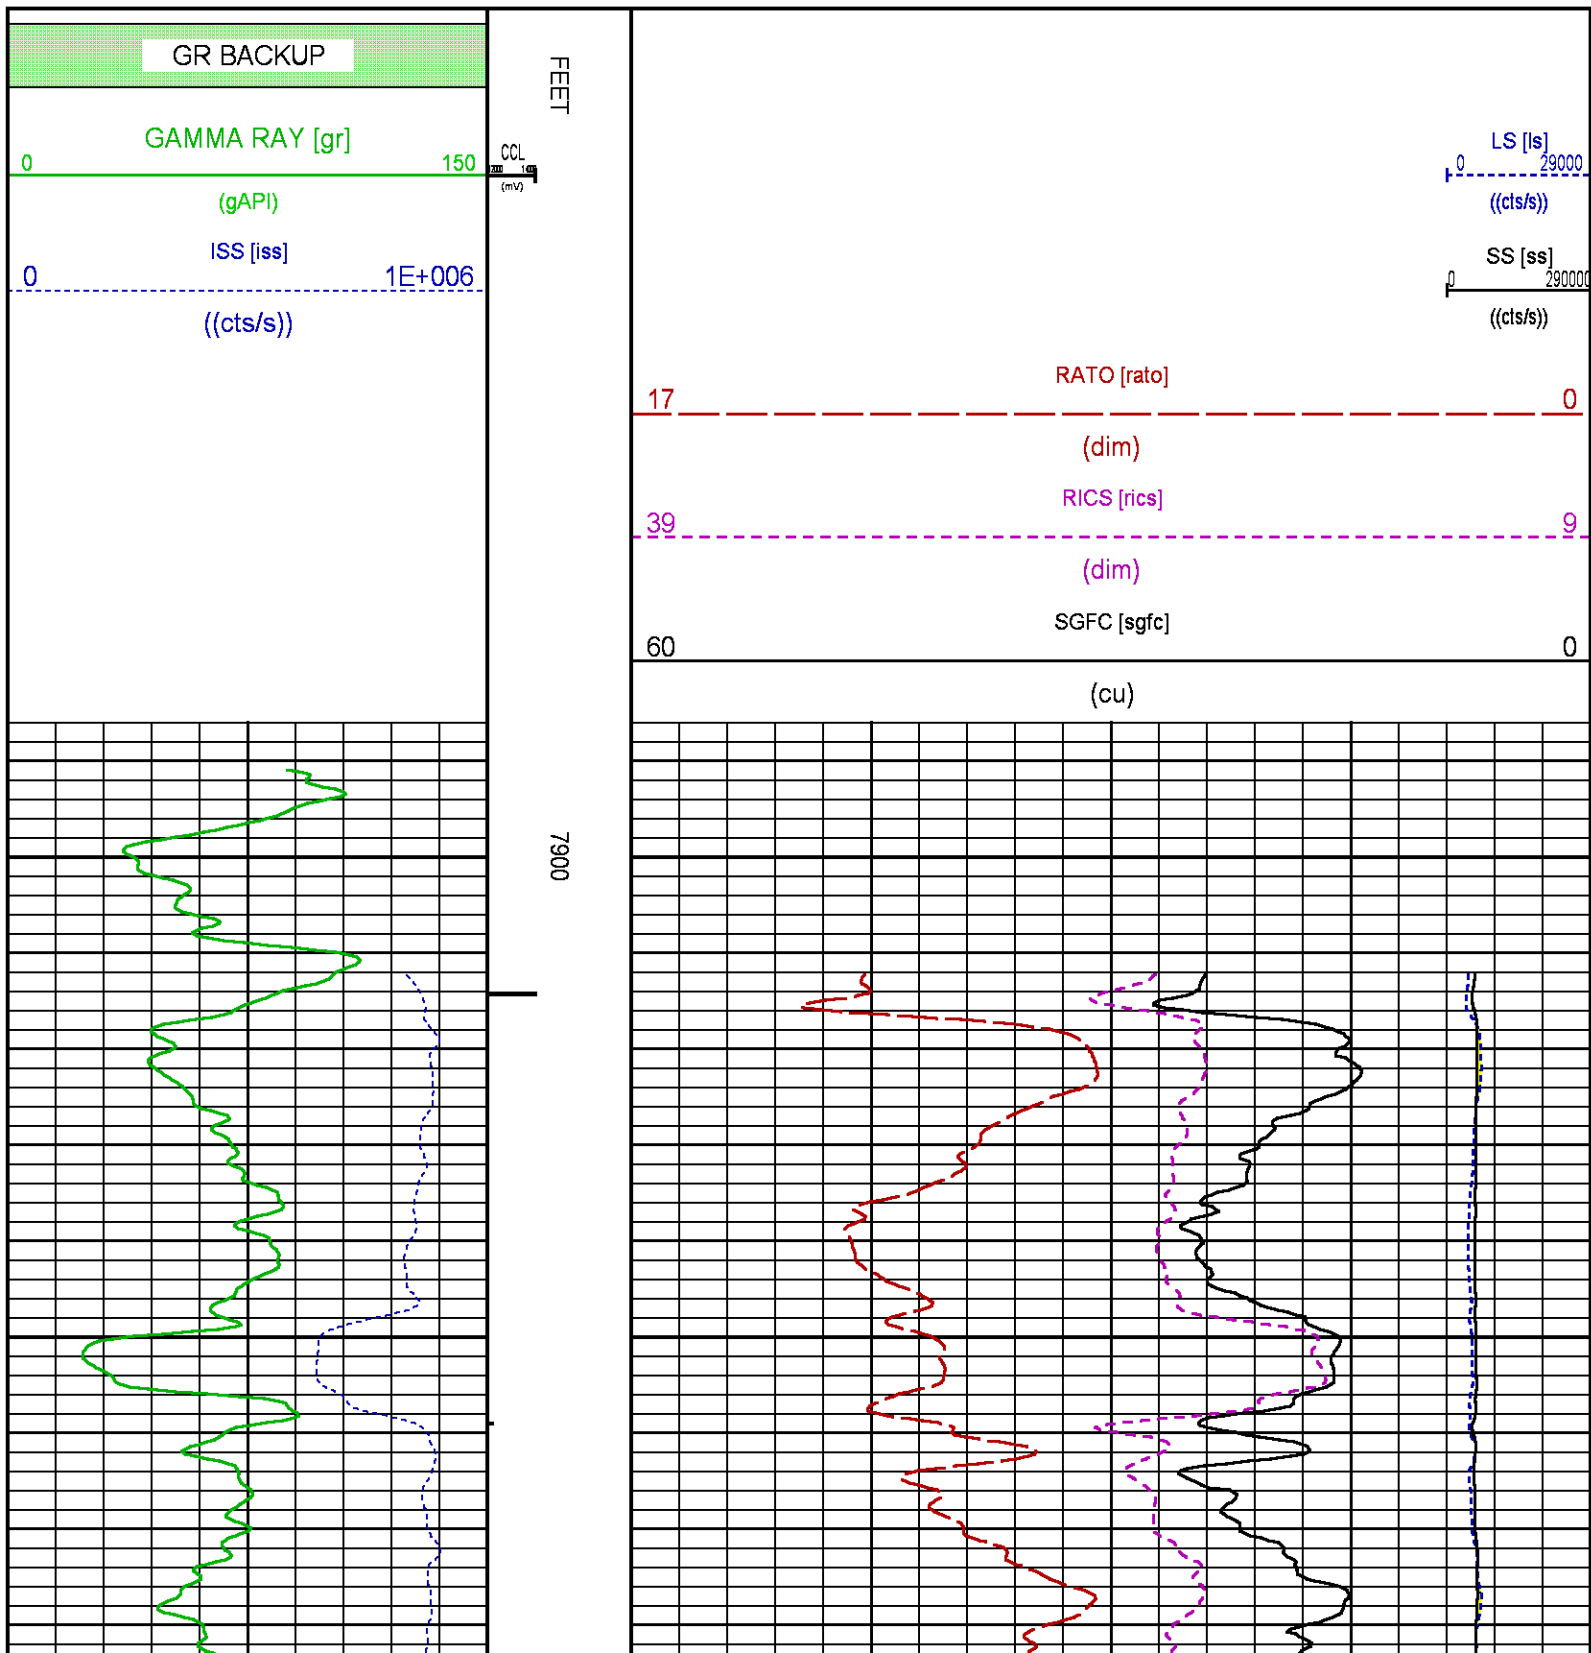 GR BACKUP
GAMMA RAY [gr]
0 150
(gAPI)
ISS [iss]
0 1E+006
((cts/s))
FEET
CCL
(mV)
LS [ls]
0 29000
((cts/s))
SS [ss]
0 290000
((cts/s))
RATO [rato]
17 0
(dim)
RICS [rics]
39 9
(dim)
SGFC [sgfc]
60 0
(cu)
7900